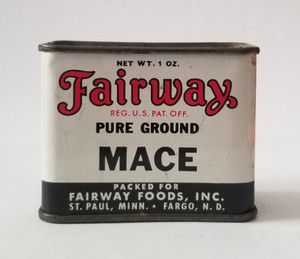 NET WT. 1 OZ.
Fairway
REG. U.S. PAT. OFF.
PURE GROUND
MACE
PACKED FOR
FAIRWAY FOODS, INC.
ST. PAUL, MINN. • FARGO, N. D.